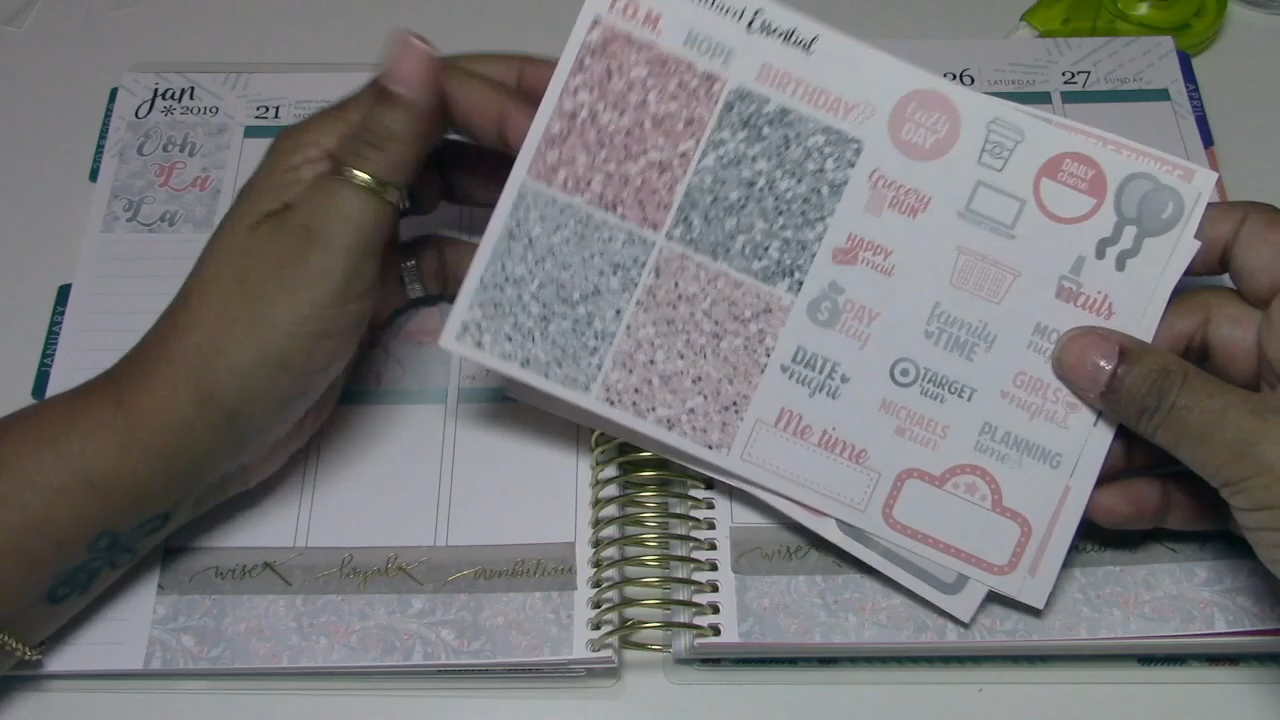 jan
*2019
Ooh
La
La
21
26 SATURDAY
27 SUNDAY
APRIL
JANUARY
Essential
T.O.M.
NOPE
BIRTHDAY
Lazy
DAY
DAILY
chore
grocery
RUN
HAPPY
mail
nails
PAY
day
family
TIME
DATE
night
TARGET
run
GIRLS
night
MICHAELS
run
PLANNING
time
Me time
wise loyal ambitiou
wise